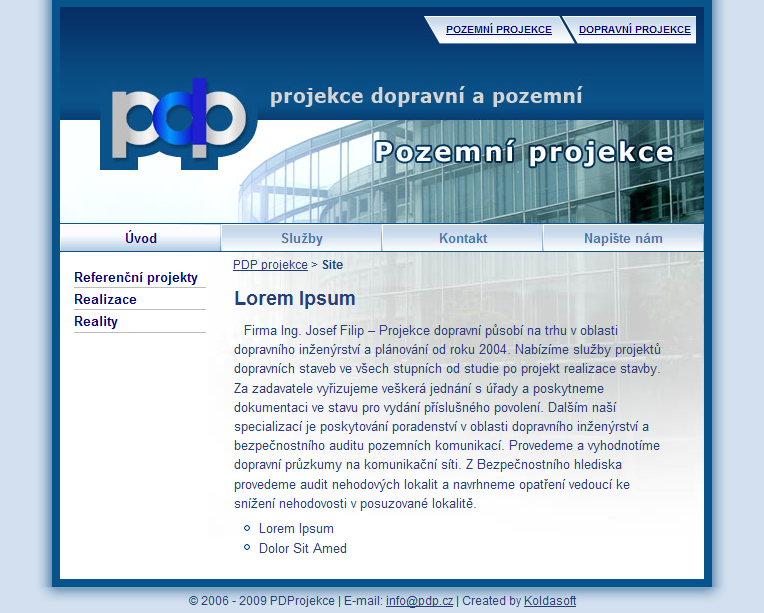 POZEMNÍ PROJEKCE DOPRAVNÍ PROJEKCE
pdp
projekce dopravní a pozemní
Pozemní projekce
Úvod Služby Kontakt Napište nám
PDP projekce > Site
Referenční projekty
Realizace
Reality
Lorem Ipsum
Firma Ing. Josef Filip – Projekce dopravní působí na trhu v oblasti
dopravního inženýrství a plánování od roku 2004. Nabízíme služby projektů
dopravních staveb ve všech stupních od studie po projekt realizace stavby.
Za zadavatele vyřizujeme veškerá jednání s úřady a poskytneme
dokumentaci ve stavu pro vydání příslušného povolení. Dalším naší
specializací je poskytování poradenství v oblasti dopravního inženýrství a
bezpečnostního auditu pozemních komunikací. Provedeme a vyhodnotíme
dopravní průzkumy na komunikační síti. Z Bezpečnostního hlediska
provedeme audit nehodových lokalit a navrhneme opatření vedoucí ke
snížení nehodovosti v posuzované lokalitě.
Lorem Ipsum
Dolor Sit Amed
© 2006 - 2009 PDProjekce | E-mail: info@pdp.cz | Created by Koldasoft